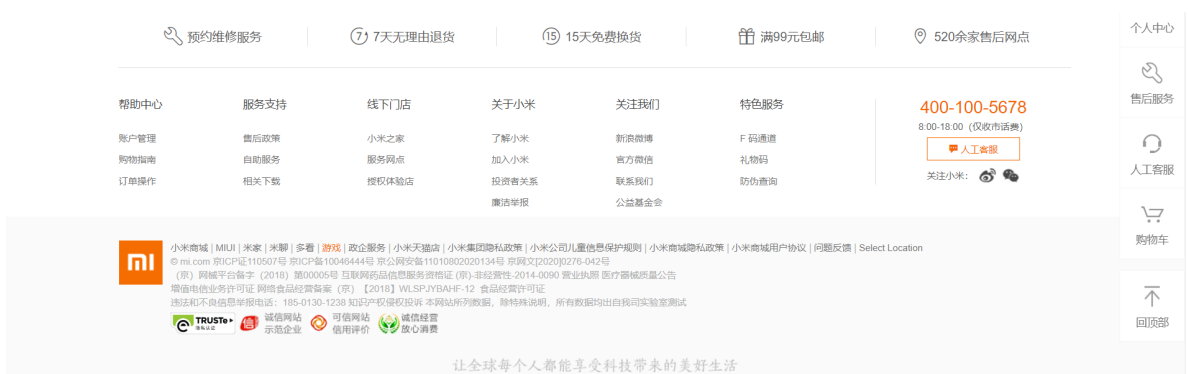 预约维修服务 7天无理由退货 15天免费换货 满99元包邮 520余家售后网点
帮助中心 服务支持 线下门店 关于小米 关注我们 特色服务
账户管理 售后政策 小米之家 了解小米 新浪微博 F 码通道
购物指南 自助服务 服务网点 加入小米 官方微信 礼物码
订单操作 相关下载 授权体验店 投资者关系 联系我们 防伪查询
廉洁举报 公益基金会
400-100-5678
8:00-18:00 (仅收市话费)
人工客服
关注小米:
个人中心
售后服务
人工客服
购物车
回顶部
小米商城 | MIUI | 米家 | 米聊 | 多看 | 游戏 | 政企服务 | 小米天猫店 | 小米集团隐私政策 | 小米公司儿童信息保护规则 | 小米商城隐私政策 | 小米商城用户协议 | 问题反馈 | Select Location
© mi.com 京ICP证110507号 京ICP备10046444号 京公网安备11010802020134号 京网文[2020]0276-042号
(京) 网械平台备字 (2018) 第00005号 互联网药品信息服务资格证 (京)-非经营性-2014-0090 营业执照 医疗器械质量公告
增值电信业务许可证 网络食品经营备案 (京) 【2018】WLSPJYBAHF-12 食品经营许可证
违法和不良信息举报电话: 185-0130-1238 知识产权侵权投诉 本网站所列数据, 除特殊说明, 所有数据均出自我司实验室测试
TRUSTe
隐私认证
信
诚信网站
示范企业
可信网站
信用评价
诚信经营
放心消费
让全球每个人都能享受科技带来的美好生活